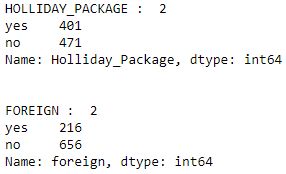 HOLLIDAY_PACKAGE :  2
yes    401
no     471
Name: Holliday_Package, dtype: int64
FOREIGN :  2
yes    216
no     656
Name: foreign, dtype: int64